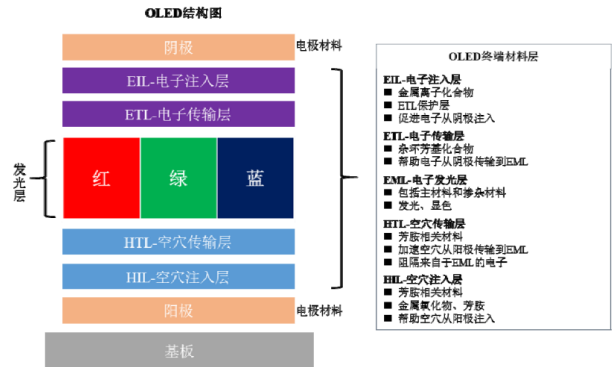 OLED结构图
阴极
电极材料
EIL-电子注入层
ETL-电子传输层
发光层
红
绿
蓝
HTL-空穴传输层
HIL-空穴注入层
阳极
电极材料
基板
OLED终端材料层
EIL-电子注入层
■ 金属离子化合物
■ ETL保护层
■ 促进电子从阴极注入
ETL-电子传输层
■ 杂环芳基化合物
■ 帮助电子从阴极传输到EML
EML-电子发光层
■ 包括主材料和掺杂材料
■ 发光、显色
HTL-空穴传输层
■ 芳胺相关材料
■ 加速空穴从阳极传输到EML
■ 阻隔来自于EML的电子
HIL-空穴注入层
■ 芳胺相关材料
■ 金属氧化物、芳胺
■ 帮助空穴从阳极注入